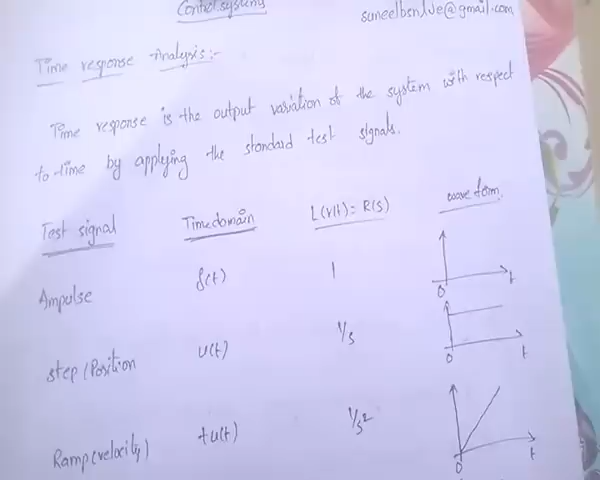 Control systems
suneelbsnlve@gmail.com
Time response Analysis:-
Time response is the output variation of the system with respect
to time by applying the standard test signals.
Test signal Time domain L(r(t)) = R(s) wave form.
Ampulse δ(t) 1
0 t
Step (Position u(t) 1/s
0 t
Ramp (velocity) tu(t) 1/s²
0 t